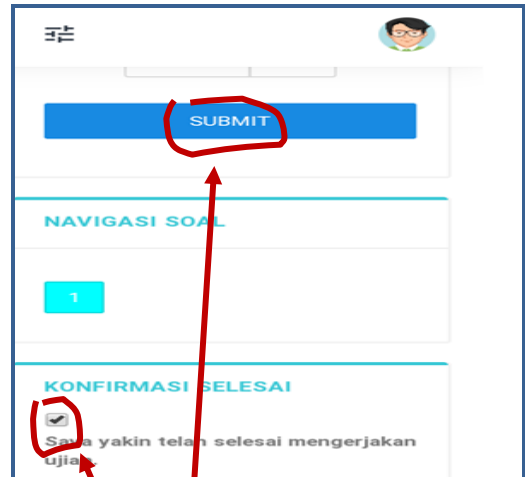 SUBMIT
NAVIGASI SOAL
1
KONFIRMASI SELESAI
Saya yakin telah selesai mengerjakan
ujian.